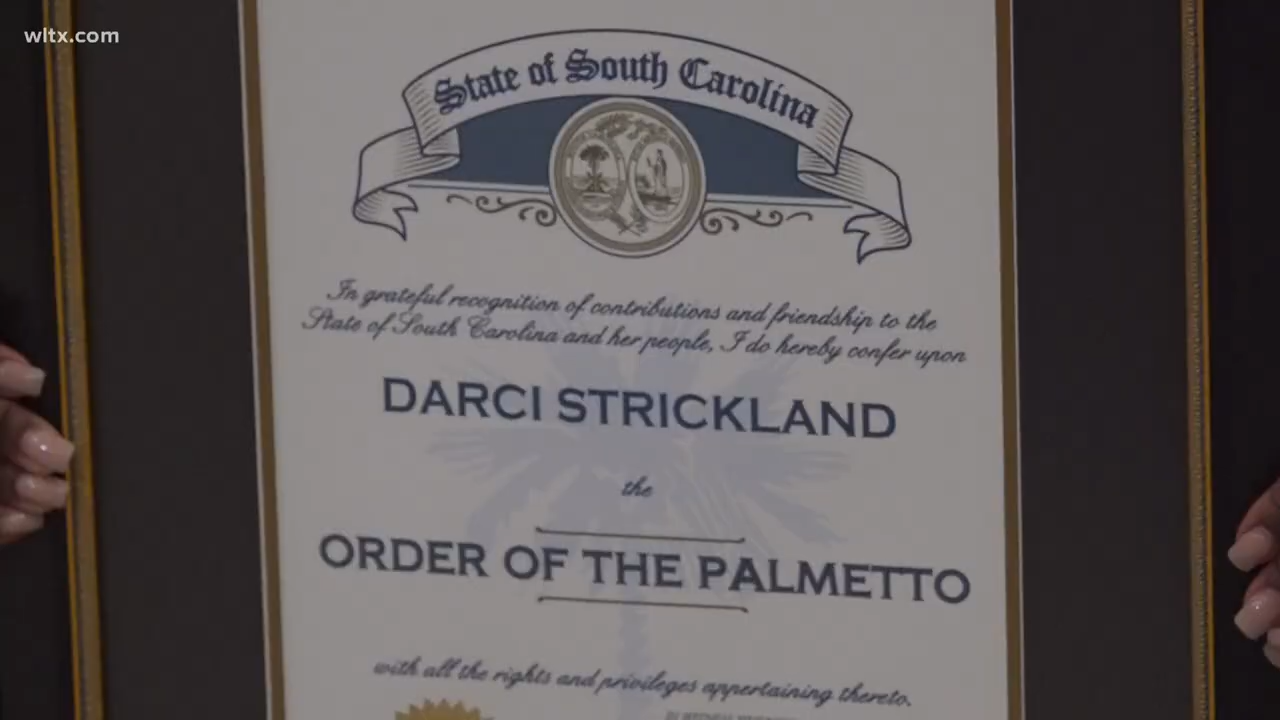 wltx.com
State of South Carolina
In grateful recognition of contributions and friendship to the
State of South Carolina and her people, I do hereby confer upon
DARCI STRICKLAND
the
ORDER OF THE PALMETTO
with all the rights and privileges appertaining thereto.